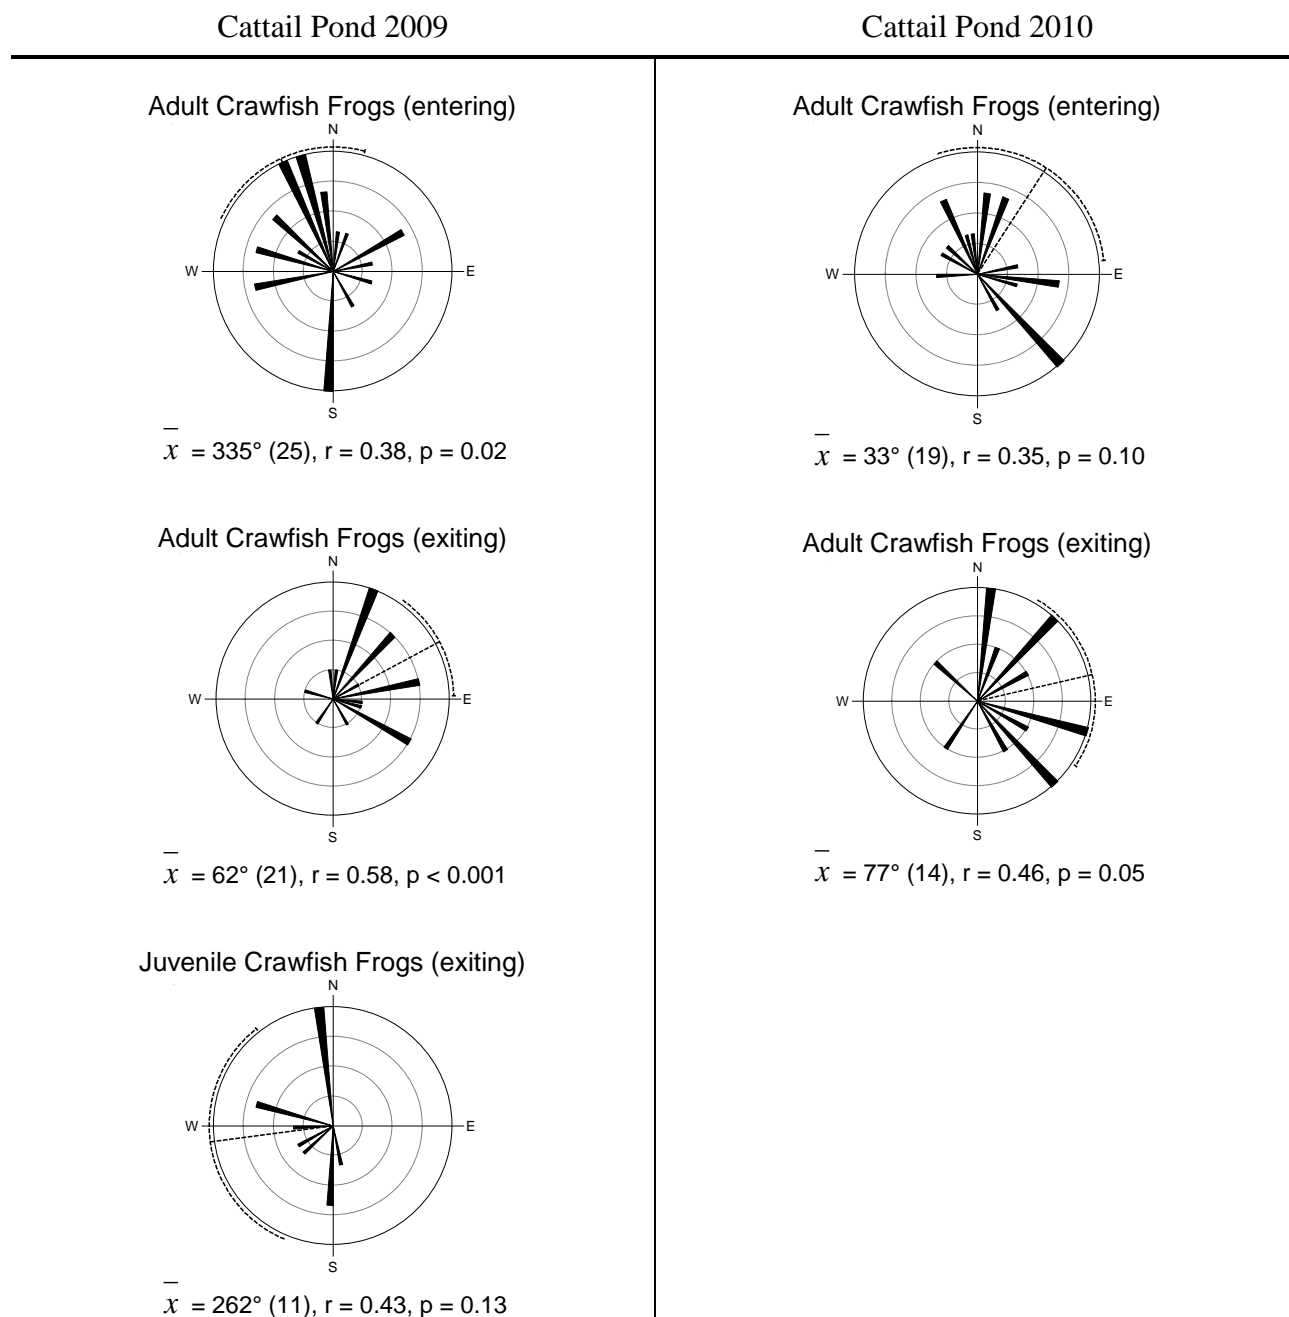 Cattail Pond 2009
Adult Crawfish Frogs (entering)
N
W
E
S
x̄ = 335° (25), r = 0.38, p = 0.02
Adult Crawfish Frogs (exiting)
N
W
E
S
x̄ = 62° (21), r = 0.58, p < 0.001
Juvenile Crawfish Frogs (exiting)
N
W
E
S
x̄ = 262° (11), r = 0.43, p = 0.13
Cattail Pond 2010
Adult Crawfish Frogs (entering)
N
W
E
S
x̄ = 33° (19), r = 0.35, p = 0.10
Adult Crawfish Frogs (exiting)
N
W
E
S
x̄ = 77° (14), r = 0.46, p = 0.05